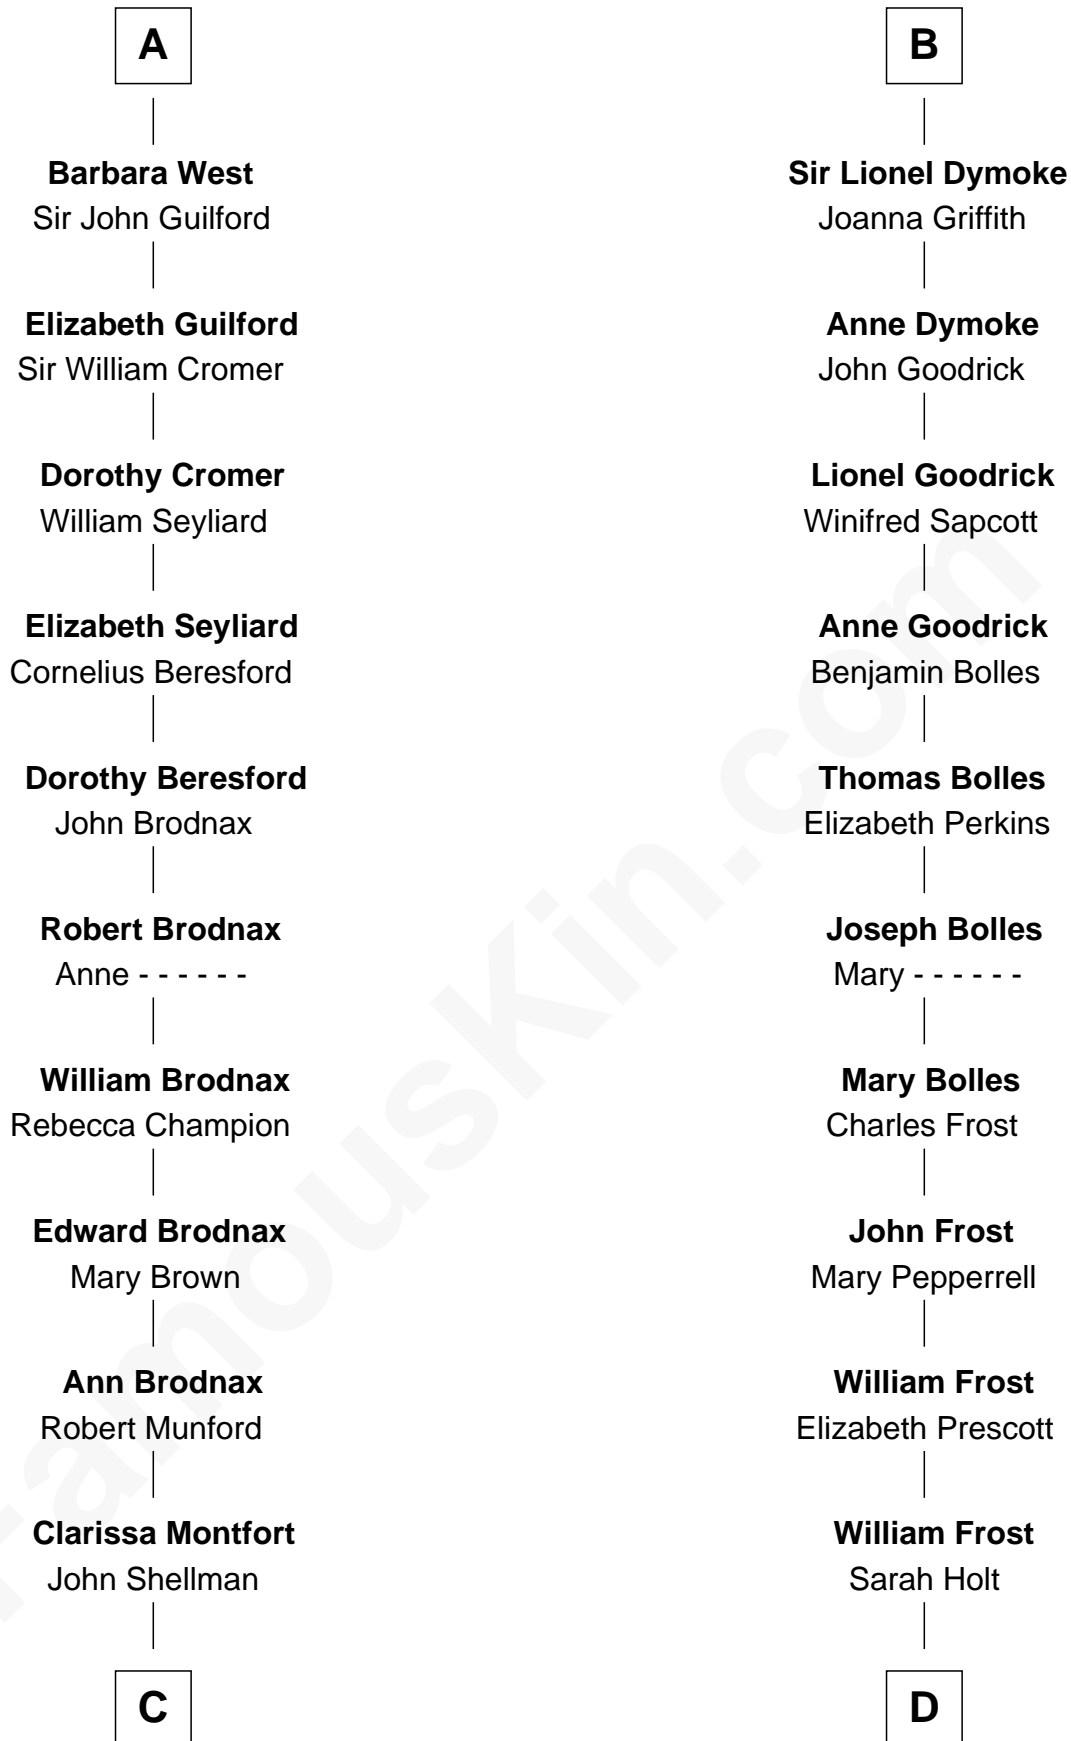 A
Barbara West
Sir John Guilford
Elizabeth Guilford
Sir William Cromer
Dorothy Cromer
William Seyliard
Elizabeth Seyliard
Cornelius Beresford
Dorothy Beresford
John Brodnax
Robert Brodnax
Anne - - - - - -
William Brodnax
Rebecca Champion
Edward Brodnax
Mary Brown
Ann Brodnax
Robert Munford
Clarissa Montfort
John Shellman
C
B
Sir Lionel Dymoke
Joanna Griffith
Anne Dymoke
John Goodrick
Lionel Goodrick
Winifred Sapcott
Anne Goodrick
Benjamin Bolles
Thomas Bolles
Elizabeth Perkins
Joseph Bolles
Mary - - - - - -
Mary Bolles
Charles Frost
John Frost
Mary Pepperrell
William Frost
Elizabeth Prescott
William Frost
Sarah Holt
D
FamousKin.com